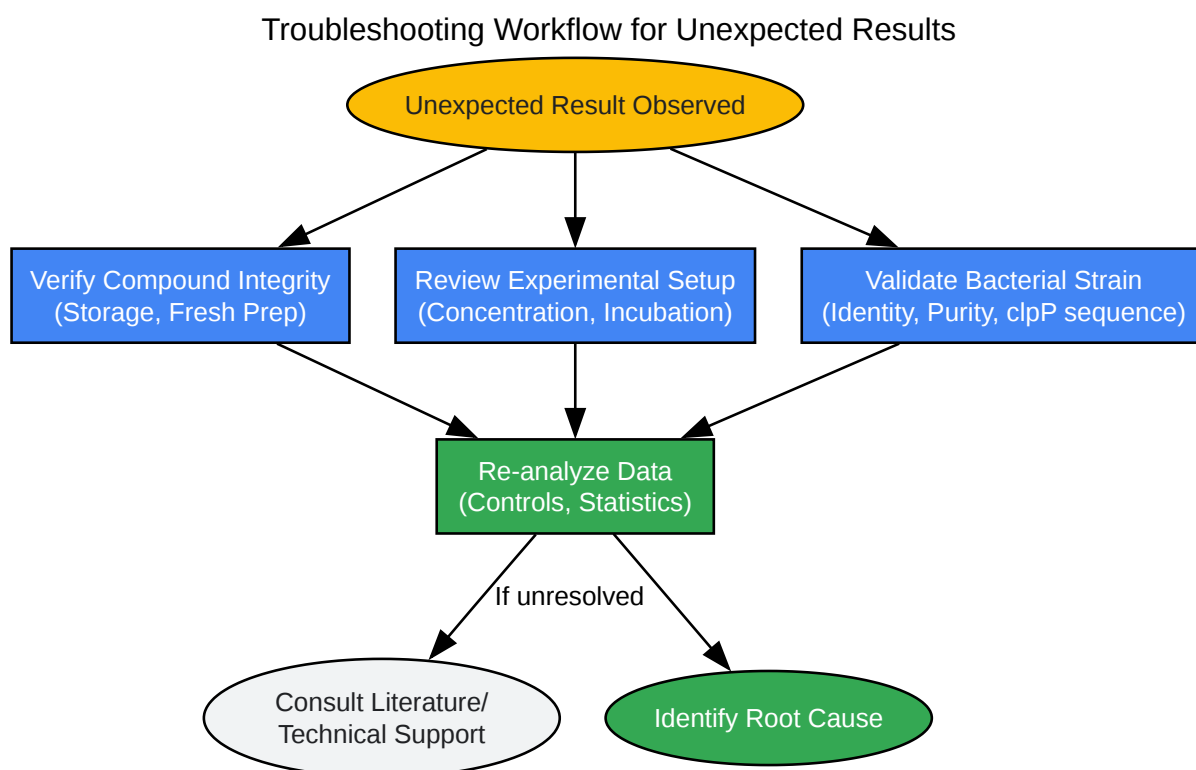 Troubleshooting Workflow for Unexpected Results
Unexpected Result Observed
Verify Compound Integrity
(Storage, Fresh Prep)
Review Experimental Setup
(Concentration, Incubation)
Validate Bacterial Strain
(Identity, Purity, clpP sequence)
Re-analyze Data
(Controls, Statistics)
If unresolved
Consult Literature/
Technical Support
Identify Root Cause